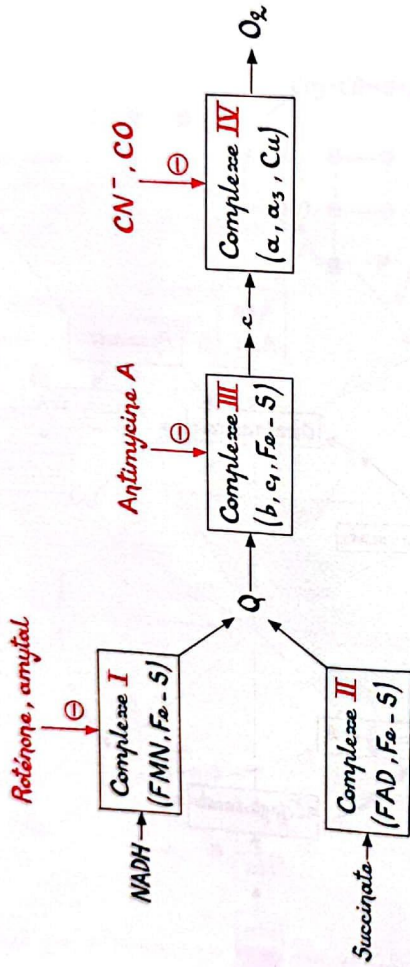 Roténone, amytal
⊖
NADH
Complexe I
(FMN, Fe-S)
Succinate
Complexe II
(FAD, Fe-S)
Q
Antimycine A
⊖
Complexe III
(b, c₁, Fe-S)
c
CN⁻, CO
⊖
Complexe IV
(a, a₃, Cu)
O₂